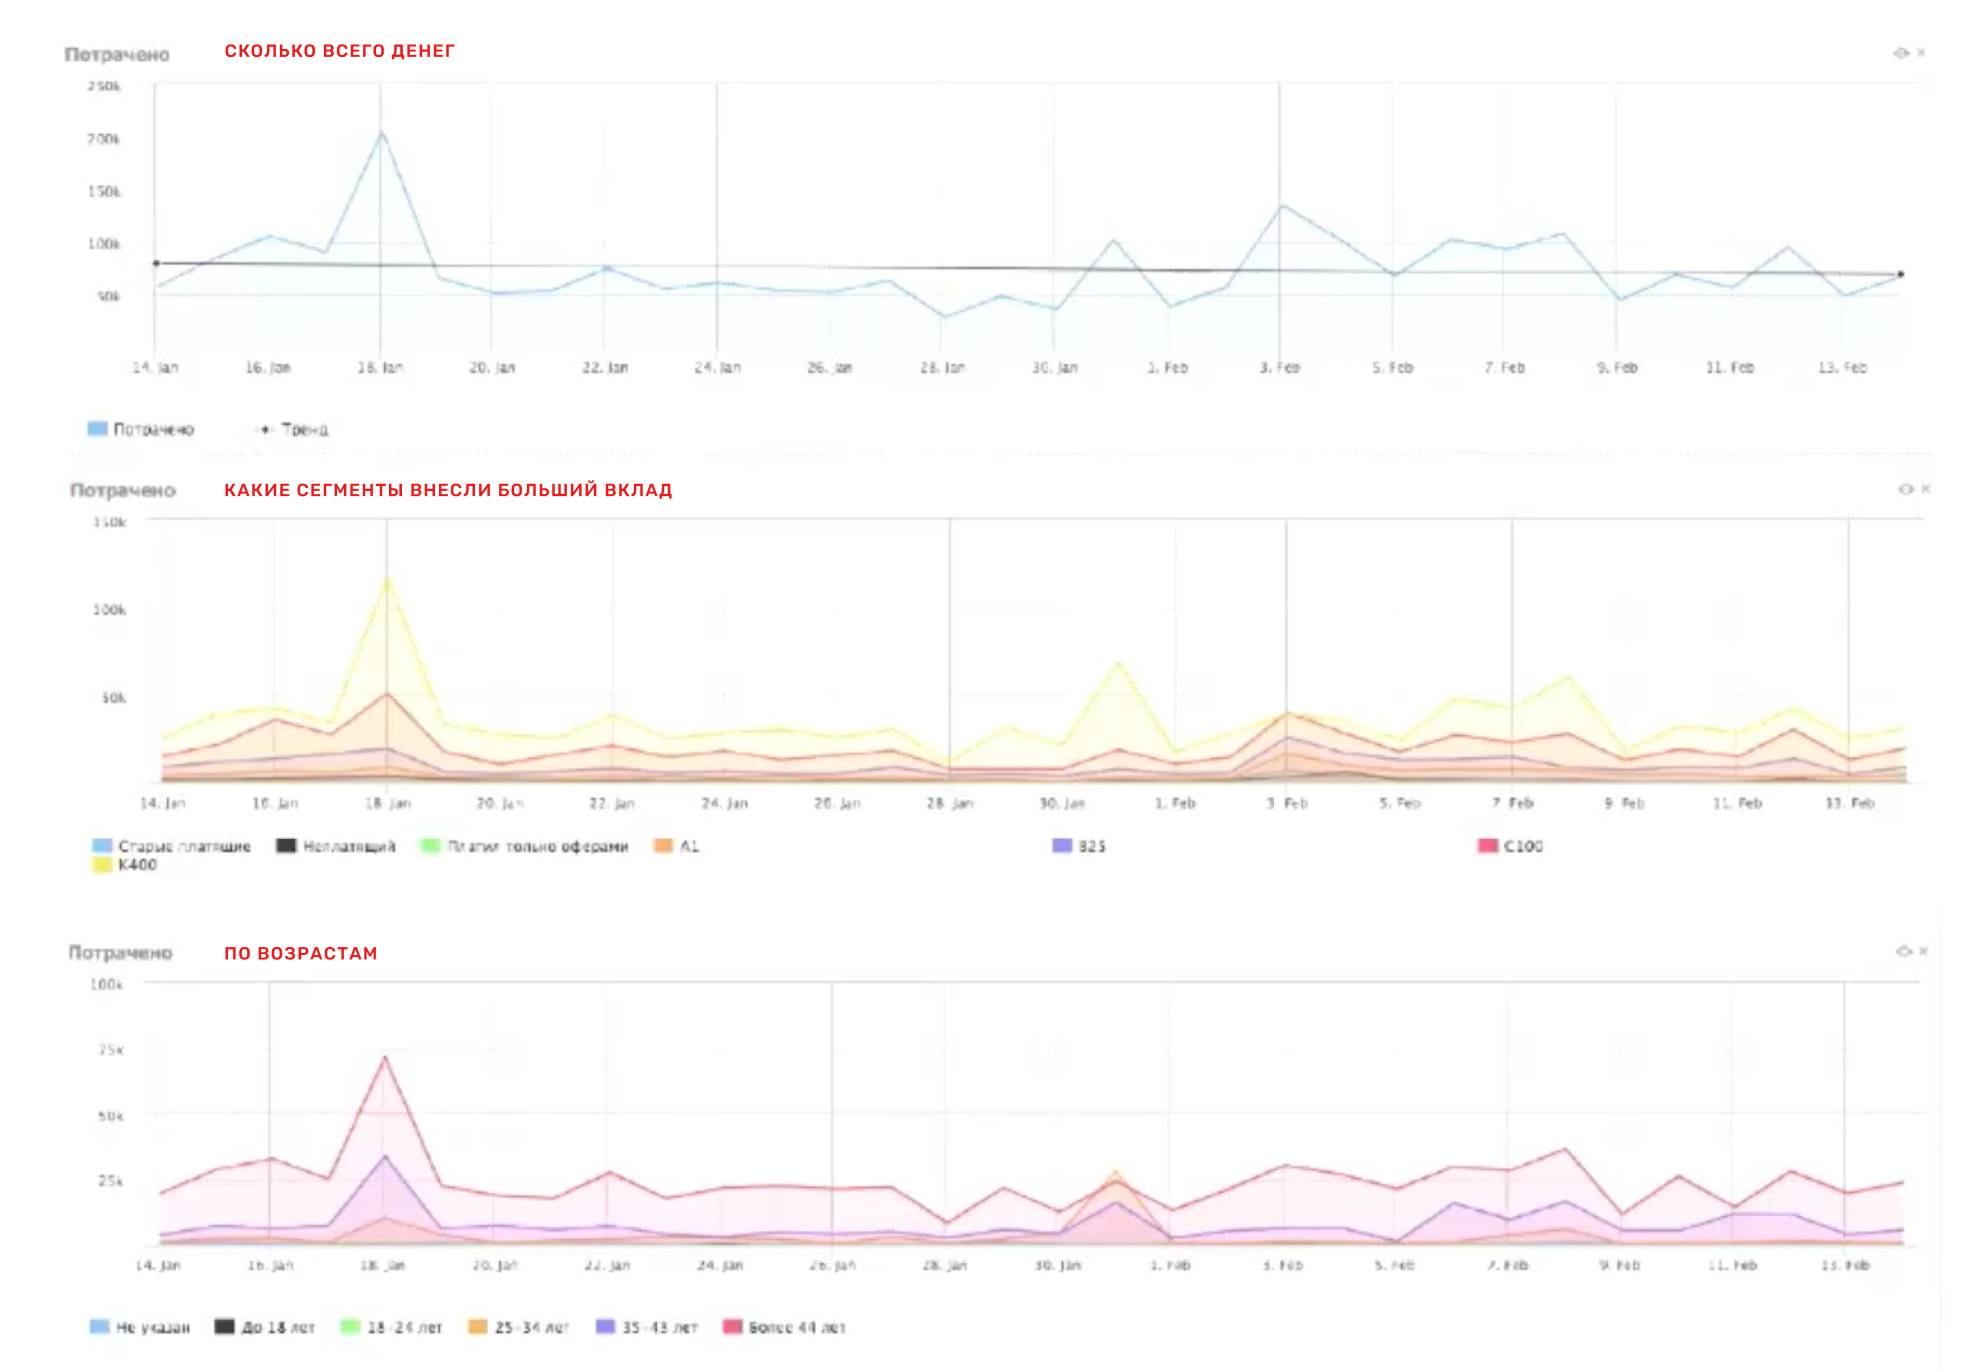 Потрачено СКОЛЬКО ВСЕГО ДЕНЕГ
250k
200k
150k
100k
50k
14. Jan 16. Jan 18. Jan 20. Jan 22. Jan 24. Jan 26. Jan 28. Jan 30. Jan 1. Feb 3. Feb 5. Feb 7. Feb 9. Feb 11. Feb 13. Feb
Потрачено Тренд
Потрачено КАКИЕ СЕГМЕНТЫ ВНЕСЛИ БОЛЬШИЙ ВКЛАД
150k
100k
50k
14. Jan 16. Jan 18. Jan 20. Jan 22. Jan 24. Jan 26. Jan 28. Jan 30. Jan 1. Feb 3. Feb 5. Feb 7. Feb 9. Feb 11. Feb 13. Feb
Старые платящие Неплатящий Платил только оферами A1 B25 C100
K400
Потрачено ПО ВОЗРАСТАМ
100k
75k
50k
25k
14. Jan 16. Jan 18. Jan 20. Jan 22. Jan 24. Jan 26. Jan 28. Jan 30. Jan 1. Feb 3. Feb 5. Feb 7. Feb 9. Feb 11. Feb 13. Feb
Не указан До 18 лет 18-24 лет 25-34 лет 35-43 лет Более 44 лет